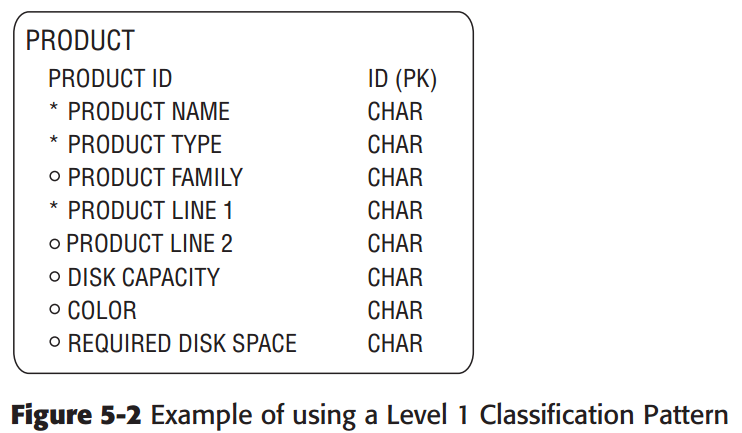 PRODUCT
PRODUCT ID ID (PK)
* PRODUCT NAME CHAR
* PRODUCT TYPE CHAR
o PRODUCT FAMILY CHAR
* PRODUCT LINE 1 CHAR
o PRODUCT LINE 2 CHAR
o DISK CAPACITY CHAR
o COLOR CHAR
o REQUIRED DISK SPACE CHAR
Figure 5-2 Example of using a Level 1 Classification Pattern